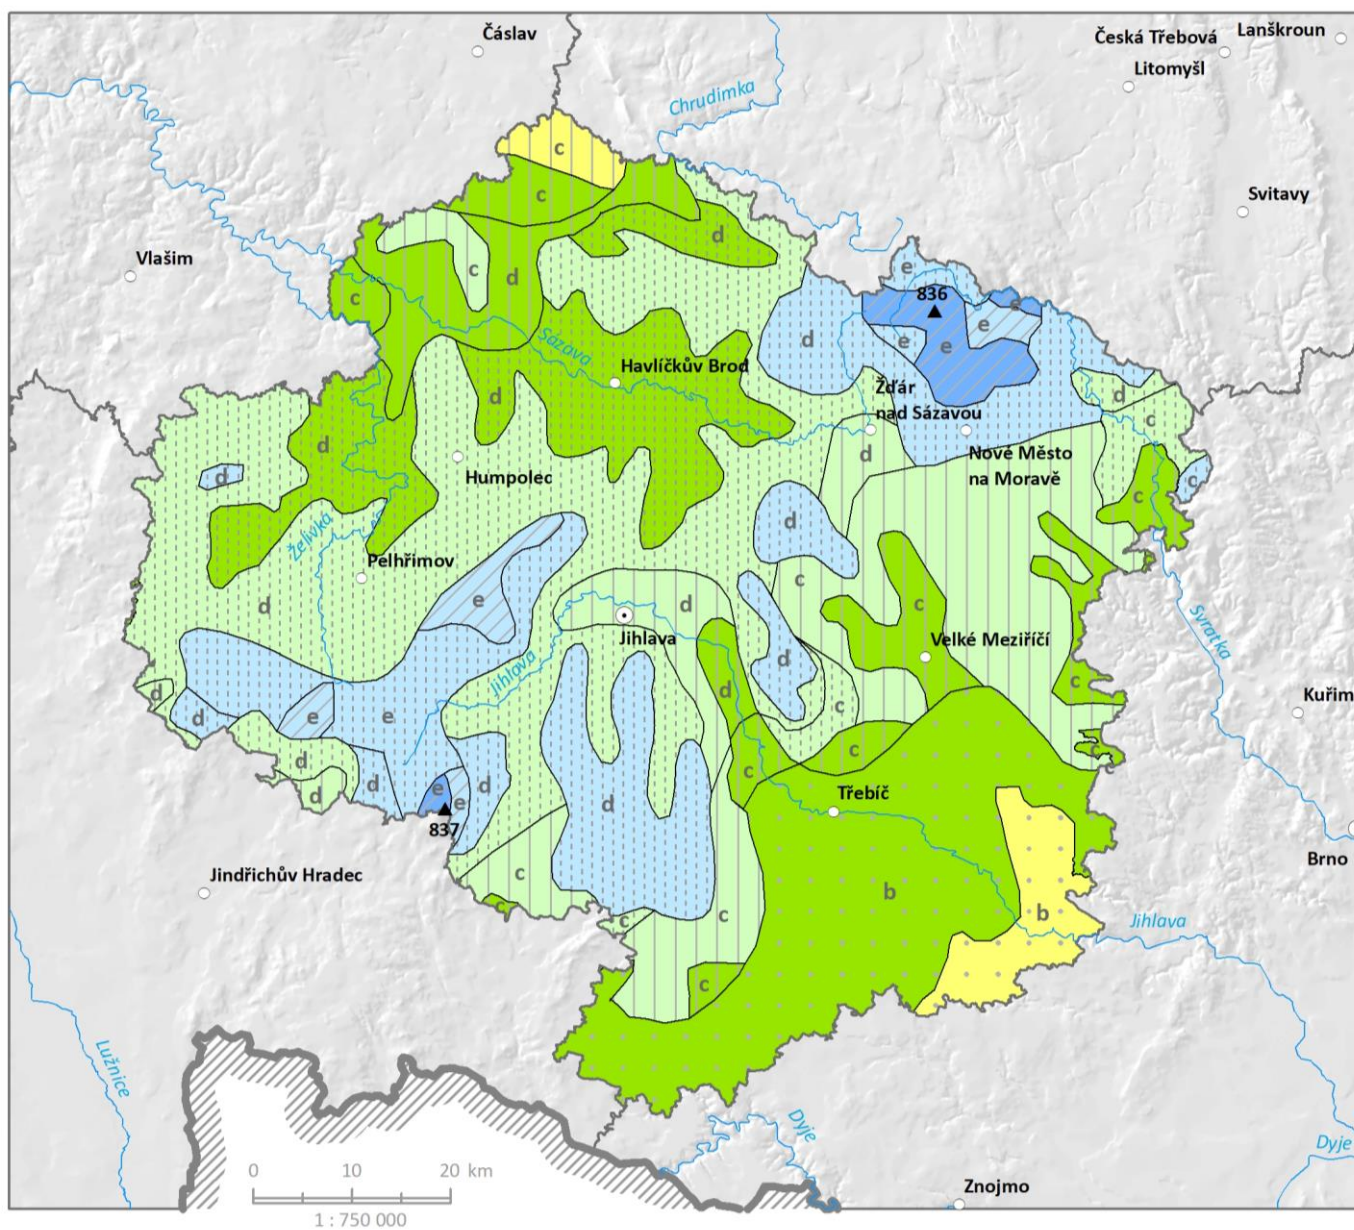 Čáslav
Česká Třebová
Lanškroun
Litomyšl
Chrudimka
c
c
Svitavy
d
Vlašim
c
d
e
c
836
e
e
Sázava
d
e
e
Havlíčkův Brod
Žďár
nad Sázavou
d
d
c
d
d
Nové Město
na Moravě
Humpolec
d
c
c
d
Želivka
Pelhřimov
c
e
d
d
c
Svratka
Jihlava
Velké Meziříčí
d
Jihlava
d
d
c
Kuřim
d
e
e
c
c
d
c
d
d
e
e
d
d
Třebíč
837
Brno
Jindřichův Hradec
c
b
c
c
c
b
Jihlava
c
Lužnice
Dyje
Dyje
0 10 20 km
1 : 750 000
Znojmo